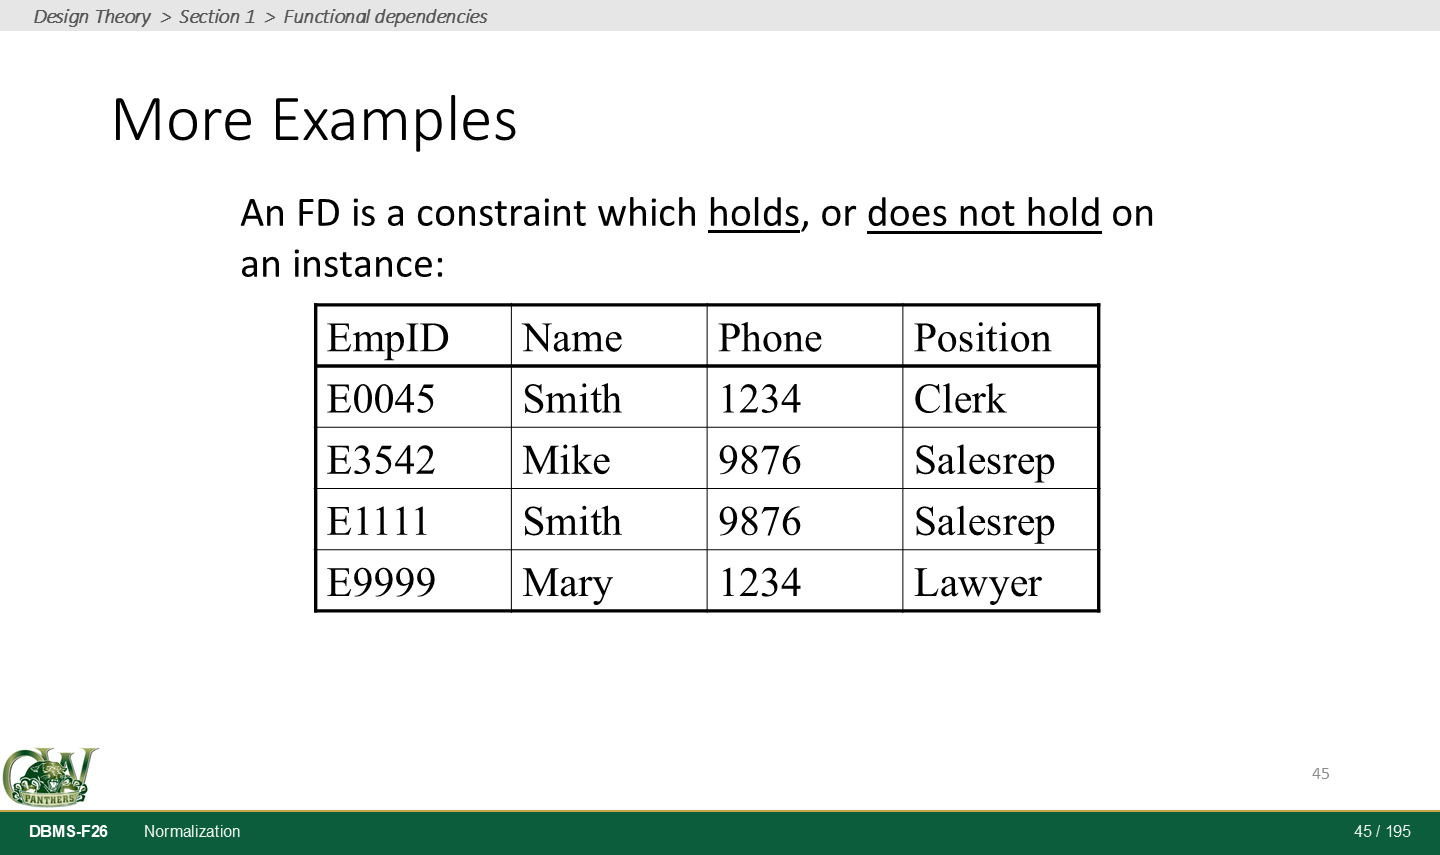 Design Theory > Section 1 > Functional dependencies
More Examples
An FD is a constraint which holds, or does not hold on
an instance:
EmpID Name Phone Position
E0045 Smith 1234 Clerk
E3542 Mike 9876 Salesrep
E1111 Smith 9876 Salesrep
E9999 Mary 1234 Lawyer
OW
PANTHERS
45
DBMS-F26 Normalization 45 / 195